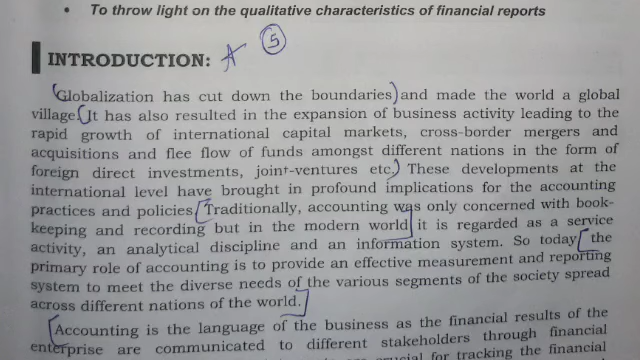 • To throw light on the qualitative characteristics of financial reports
INTRODUCTION: A 5
Globalization has cut down the boundaries and made the world a global
village. It has also resulted in the expansion of business activity leading to the
rapid growth of international capital markets, cross-border mergers and
acquisitions and flee flow of funds amongst different nations in the form of
foreign direct investments, joint-ventures etc. These developments at the
international level have brought in profound implications for the accounting
practices and policies. Traditionally, accounting was only concerned with book-
keeping and recording but in the modern world it is regarded as a service
activity, an analytical discipline and an information system. So today the
primary role of accounting is to provide an effective measurement and reporting
system to meet the diverse needs of the various segments of the society spread
across different nations of the world.
Accounting is the language of the business as the financial results of the
enterprise are communicated to different stakeholders through financial
crucial for tracking the financial